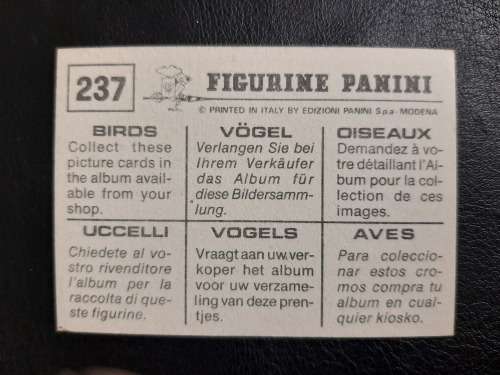 237
FIGURINE PANINI
© PRINTED IN ITALY BY EDIZIONI PANINI S.p.a - MODENA
BIRDS
Collect these
picture cards in
the album avail-
able from your
shop.
VÖGEL
Verlangen Sie bei
Ihrem Verkäufer
das Album für
diese Bildersamm-
lung.
OISEAUX
Demandez à vo-
tre détaillant l'Al-
bum pour la col-
lection de ces
images.
UCCELLI
Chiedete al vo-
stro rivenditore
l'album per la
raccolta di que-
ste figurine.
VOGELS
Vraagt aan uw ver-
koper het album
voor uw verzame-
ling van deze pren-
tjes.
AVES
Para coleccio-
nar estos cro-
mos compra tu
album en cual-
quier kiosko.